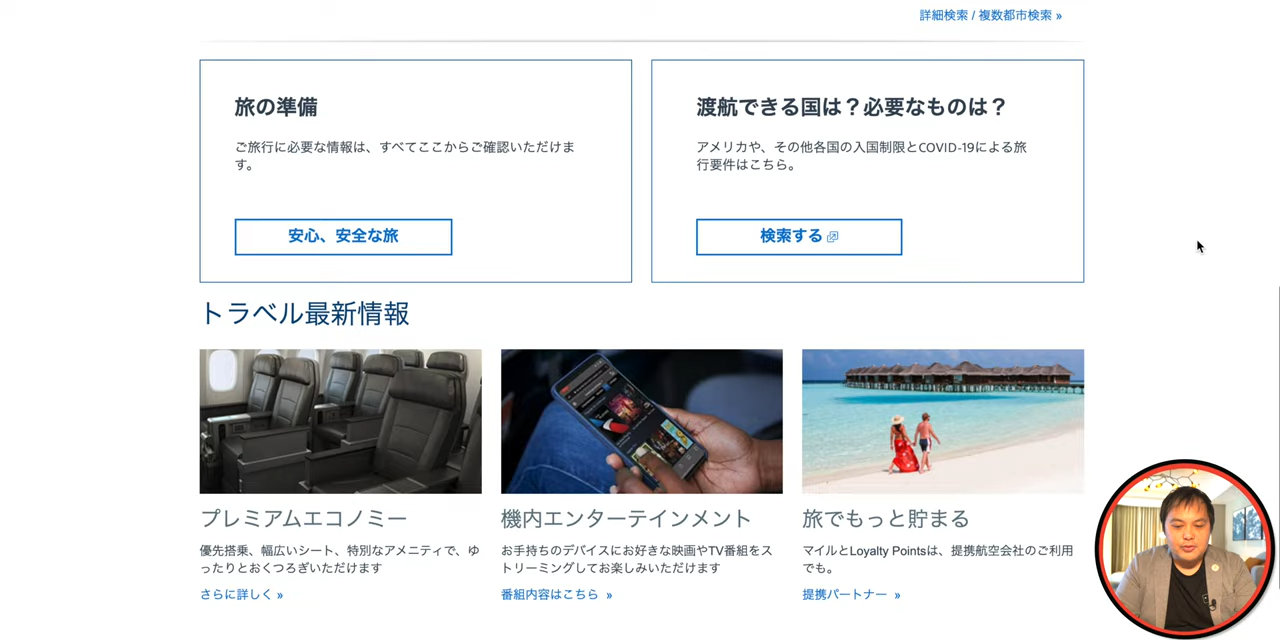 詳細検索 / 複数都市検索 »
旅の準備
ご旅行に必要な情報は、すべてここからご確認いただけま
す。
安心、安全な旅
渡航できる国は？必要なものは？
アメリカや、その他各国の入国制限とCOVID-19による旅
行要件はこちら。
検索する
トラベル最新情報
プレミアムエコノミー
優先搭乗、幅広いシート、特別なアメニティで、ゆ
ったりとおくつろぎいただけます
さらに詳しく »
機内エンターテインメント
お手持ちのデバイスにお好きな映画やTV番組をス
トリーミングしてお楽しみいただけます
番組内容はこちら »
旅でもっと貯まる
マイルとLoyalty Pointsは、提携航空会社のご利用
でも。
提携パートナー »